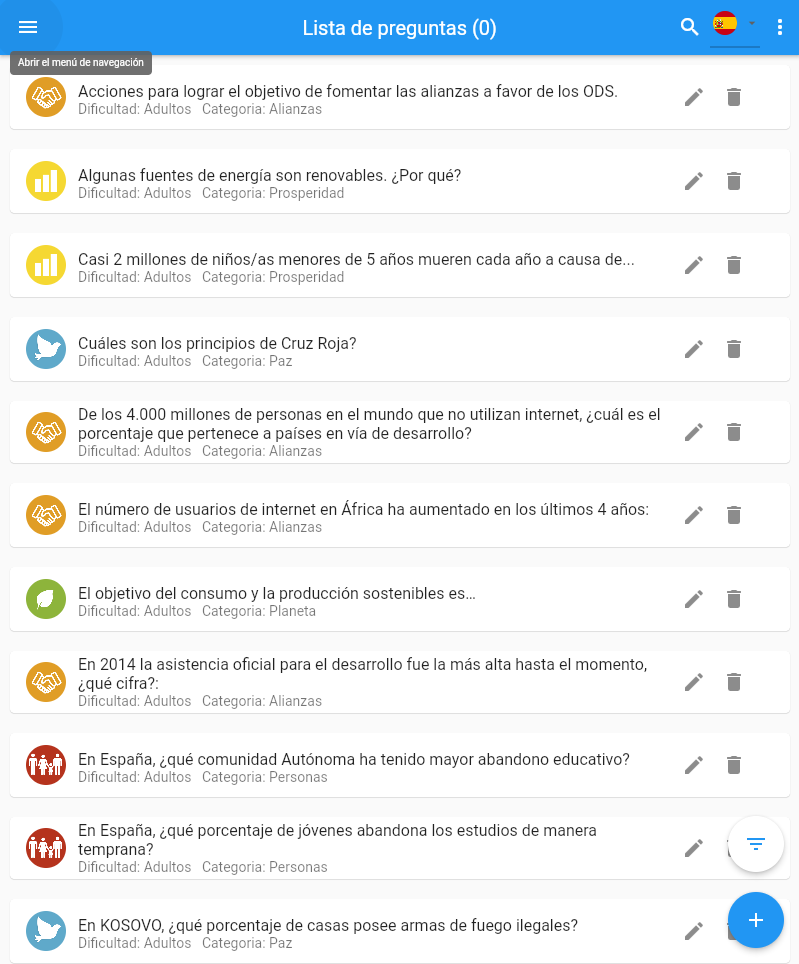 Lista de preguntas (0)
Abrir el menú de navegación
Acciones para lograr el objetivo de fomentar las alianzas a favor de los ODS.
Dificultad: Adultos Categoria: Alianzas
Algunas fuentes de energía son renovables. ¿Por qué?
Dificultad: Adultos Categoria: Prosperidad
Casi 2 millones de niños/as menores de 5 años mueren cada año a causa de...
Dificultad: Adultos Categoria: Prosperidad
Cuáles son los principios de Cruz Roja?
Dificultad: Adultos Categoria: Paz
De los 4.000 millones de personas en el mundo que no utilizan internet, ¿cuál es el
porcentaje que pertenece a países en vía de desarrollo?
Dificultad: Adultos Categoria: Alianzas
El número de usuarios de internet en África ha aumentado en los últimos 4 años:
Dificultad: Adultos Categoria: Alianzas
El objetivo del consumo y la producción sostenibles es…
Dificultad: Adultos Categoria: Planeta
En 2014 la asistencia oficial para el desarrollo fue la más alta hasta el momento,
¿qué cifra?:
Dificultad: Adultos Categoria: Alianzas
En España, ¿qué comunidad Autónoma ha tenido mayor abandono educativo?
Dificultad: Adultos Categoria: Personas
En España, ¿qué porcentaje de jóvenes abandona los estudios de manera
temprana?
Dificultad: Adultos Categoria: Personas
En KOSOVO, ¿qué porcentaje de casas posee armas de fuego ilegales?
Dificultad: Adultos Categoria: Paz